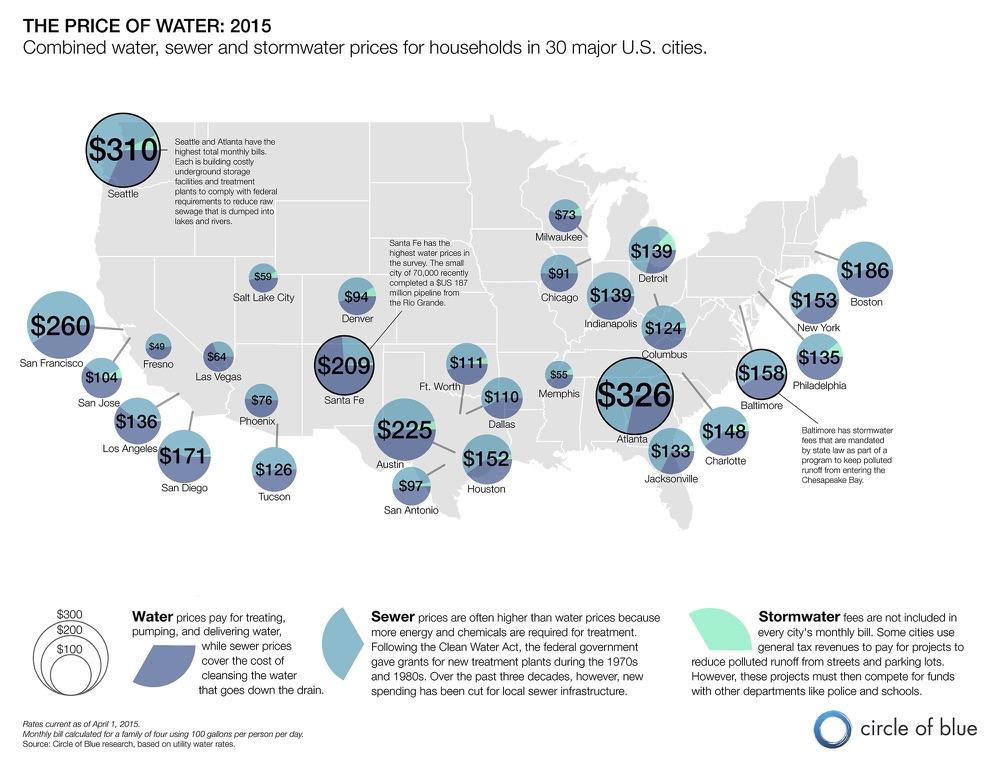 THE PRICE OF WATER: 2015
Combined water, sewer and stormwater prices for households in 30 major U.S. cities.
$310
Seattle
Seattle and Atlanta have the
highest total monthly bills.
Each is building costly
underground storage
facilities and treatment
plants to comply with federal
requirements to reduce raw
sewage that is dumped into
lakes and rivers.
Santa Fe has the
highest water prices in
the survey. The small
city of 70,000 recently
completed a $US 187
million pipeline from
the Rio Grande.
$73
Milwaukee
$139
Detroit
$91
Chicago
$186
Boston
$59
Salt Lake City
$94
Denver
$139
Indianapolis
$153
New York
$260
San Francisco
$124
Columbus
$49
Fresno
$64
Las Vegas
$135
Philadelphia
$104
San Jose
$209
Santa Fe
$111
Ft. Worth
$55
Memphis
$158
Baltimore
$76
Phoenix
$110
Dallas
$326
Atlanta
$136
Los Angeles
$225
Austin
$148
Charlotte
Baltimore has stormwater
fees that are mandated
by state law as part of a
program to keep polluted
runoff from entering the
Chesapeake Bay.
$171
San Diego
$126
Tucson
$152
Houston
$133
Jacksonville
$97
San Antonio
$300
$200
$100
Water prices pay for treating,
pumping, and delivering water,
while sewer prices
cover the cost of
cleansing the water
that goes down the drain.
Sewer prices are often higher than water prices because
more energy and chemicals are required for treatment.
Following the Clean Water Act, the federal government
gave grants for new treatment plants during the 1970s
and 1980s. Over the past three decades, however, new
spending has been cut for local sewer infrastructure.
Stormwater fees are not included in
every city's monthly bill. Some cities use
general tax revenues to pay for projects to
reduce polluted runoff from streets and parking lots.
However, these projects must then compete for funds
with other departments like police and schools.
Rates current as of April 1, 2015.
Monthly bill calculated for a family of four using 100 gallons per person per day.
Source: Circle of Blue research, based on utility water rates.
circle of blue